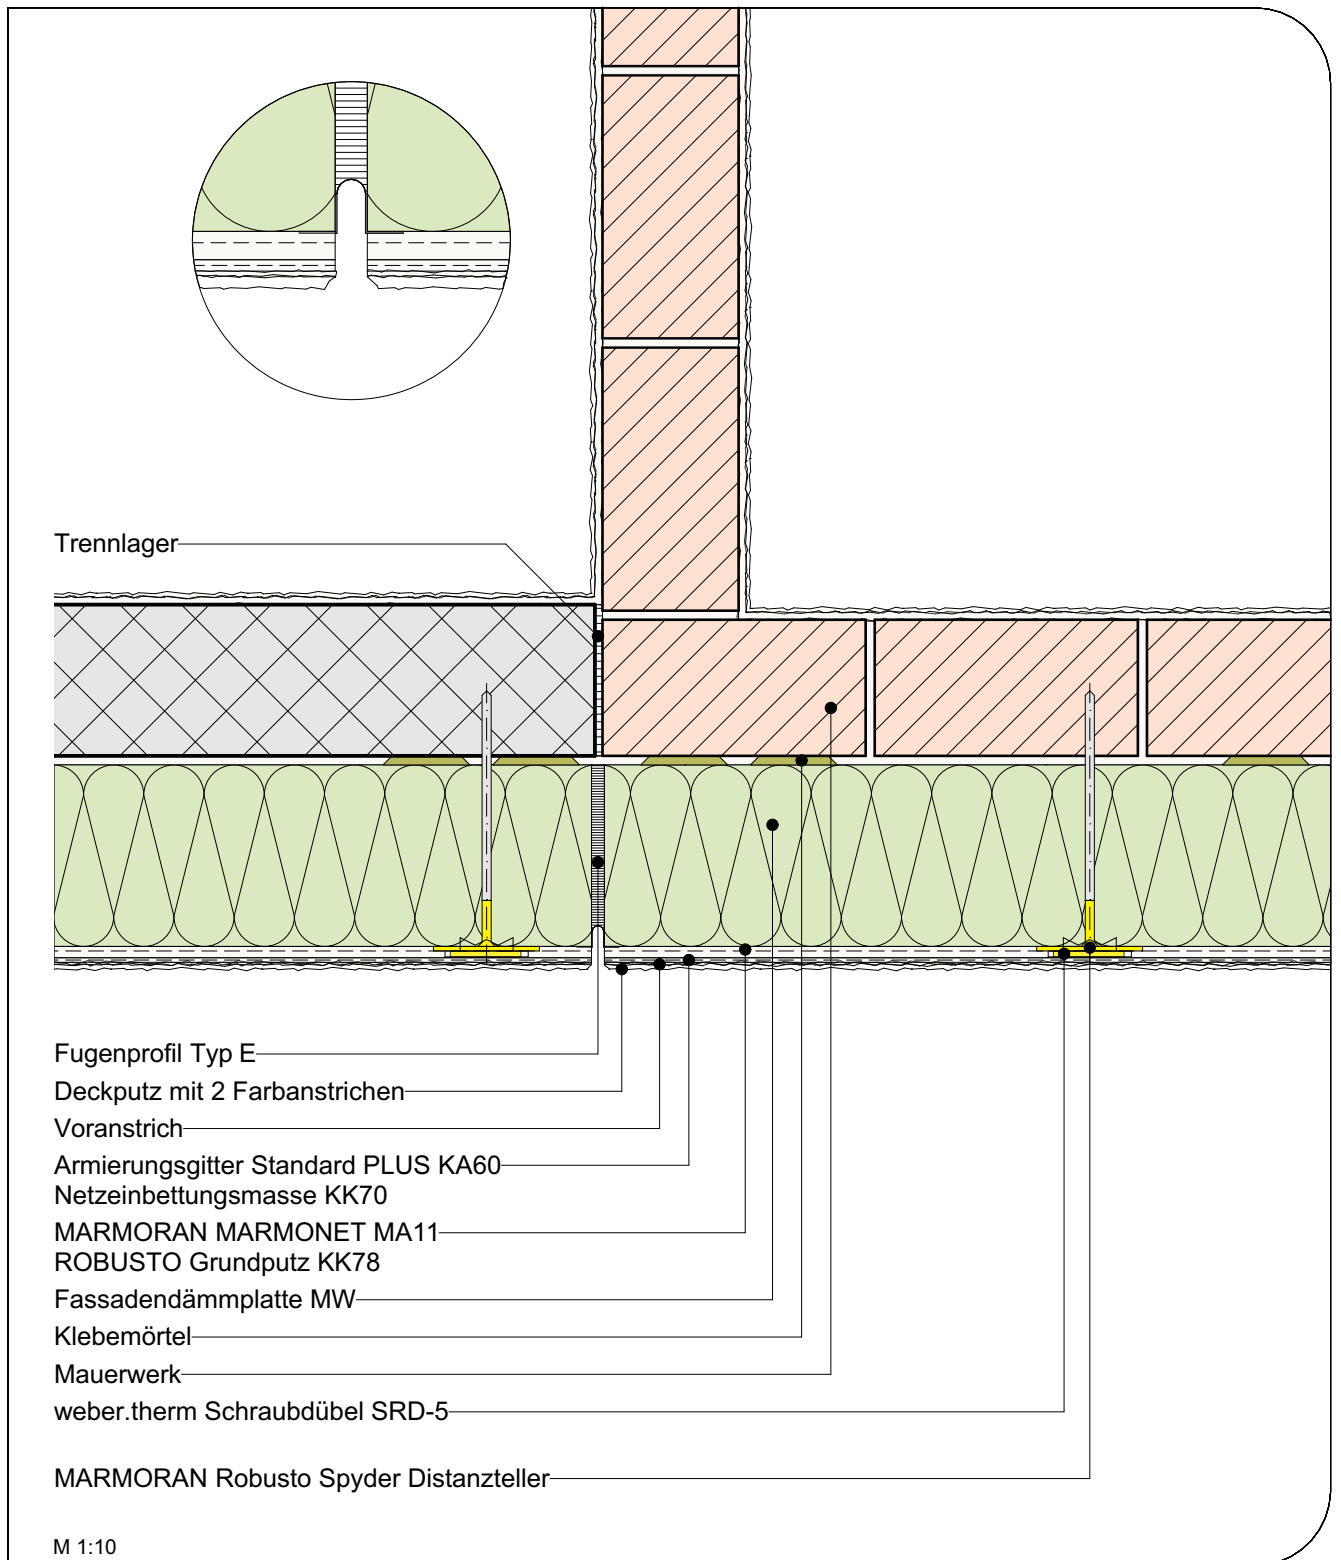 Trennlager
Fugenprofil Typ E
Deckputz mit 2 Farbanstrichen
Voranstrich
Armierungsgitter Standard PLUS KA60
Netzeinbettungsmasse KK70
MARMORAN MARMONET MA11
ROBUSTO Grundputz KK78
Fassadendämmplatte MW
Klebemörtel
Mauerwerk
weber.therm Schraubdübel SRD-5
MARMORAN Robusto Spyder Distanzteller
M 1:10